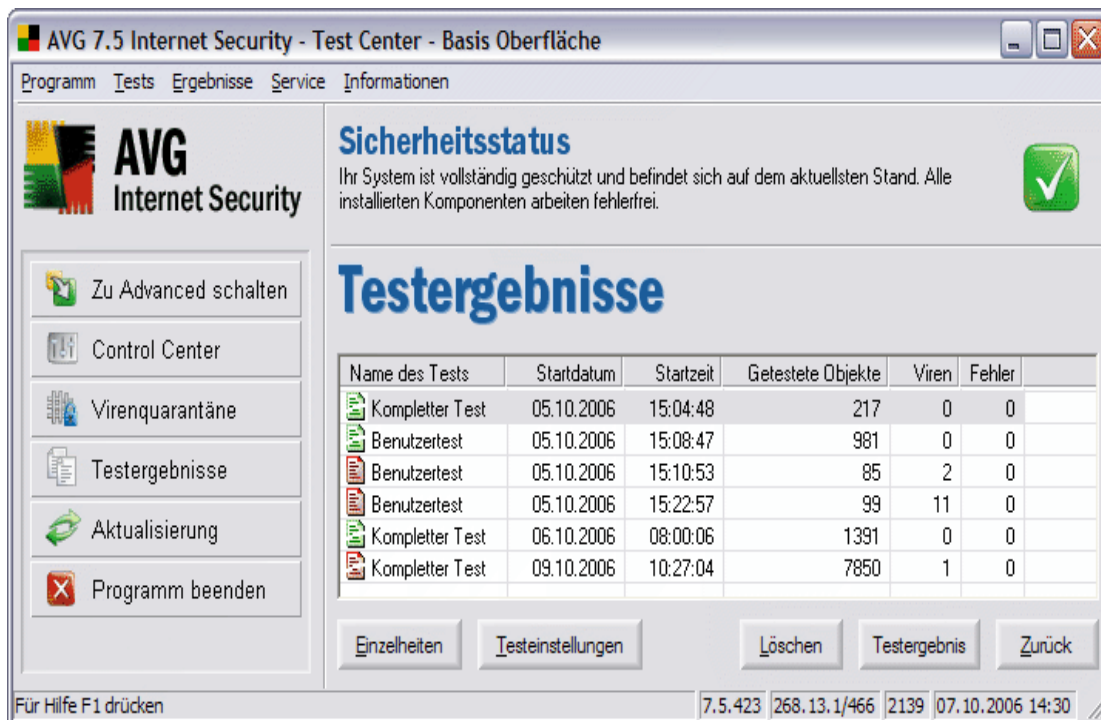 AVG 7.5 Internet Security - Test Center - Basis Oberfläche
Programm Tests Ergebnisse Service Informationen
AVG
Internet Security
Sicherheitsstatus
Ihr System ist vollständig geschützt und befindet sich auf dem aktuellsten Stand. Alle
installierten Komponenten arbeiten fehlerfrei.
Zu Advanced schalten
Control Center
Virenquarantäne
Testergebnisse
Aktualisierung
Programm beenden
Testergebnisse
Name des Tests Startdatum Startzeit Getestete Objekte Viren Fehler
Kompletter Test 05.10.2006 15:04:48 217 0 0
Benutzertest 05.10.2006 15:08:47 981 0 0
Benutzertest 05.10.2006 15:10:53 85 2 0
Benutzertest 05.10.2006 15:22:57 99 11 0
Kompletter Test 06.10.2006 08:00:06 1391 0 0
Kompletter Test 09.10.2006 10:27:04 7850 1 0
Einzelheiten Testeinstellungen Löschen Testergebnis Zurück
Für Hilfe F1 drücken 7.5.423 268.13.1/466 2139 07.10.2006 14:30